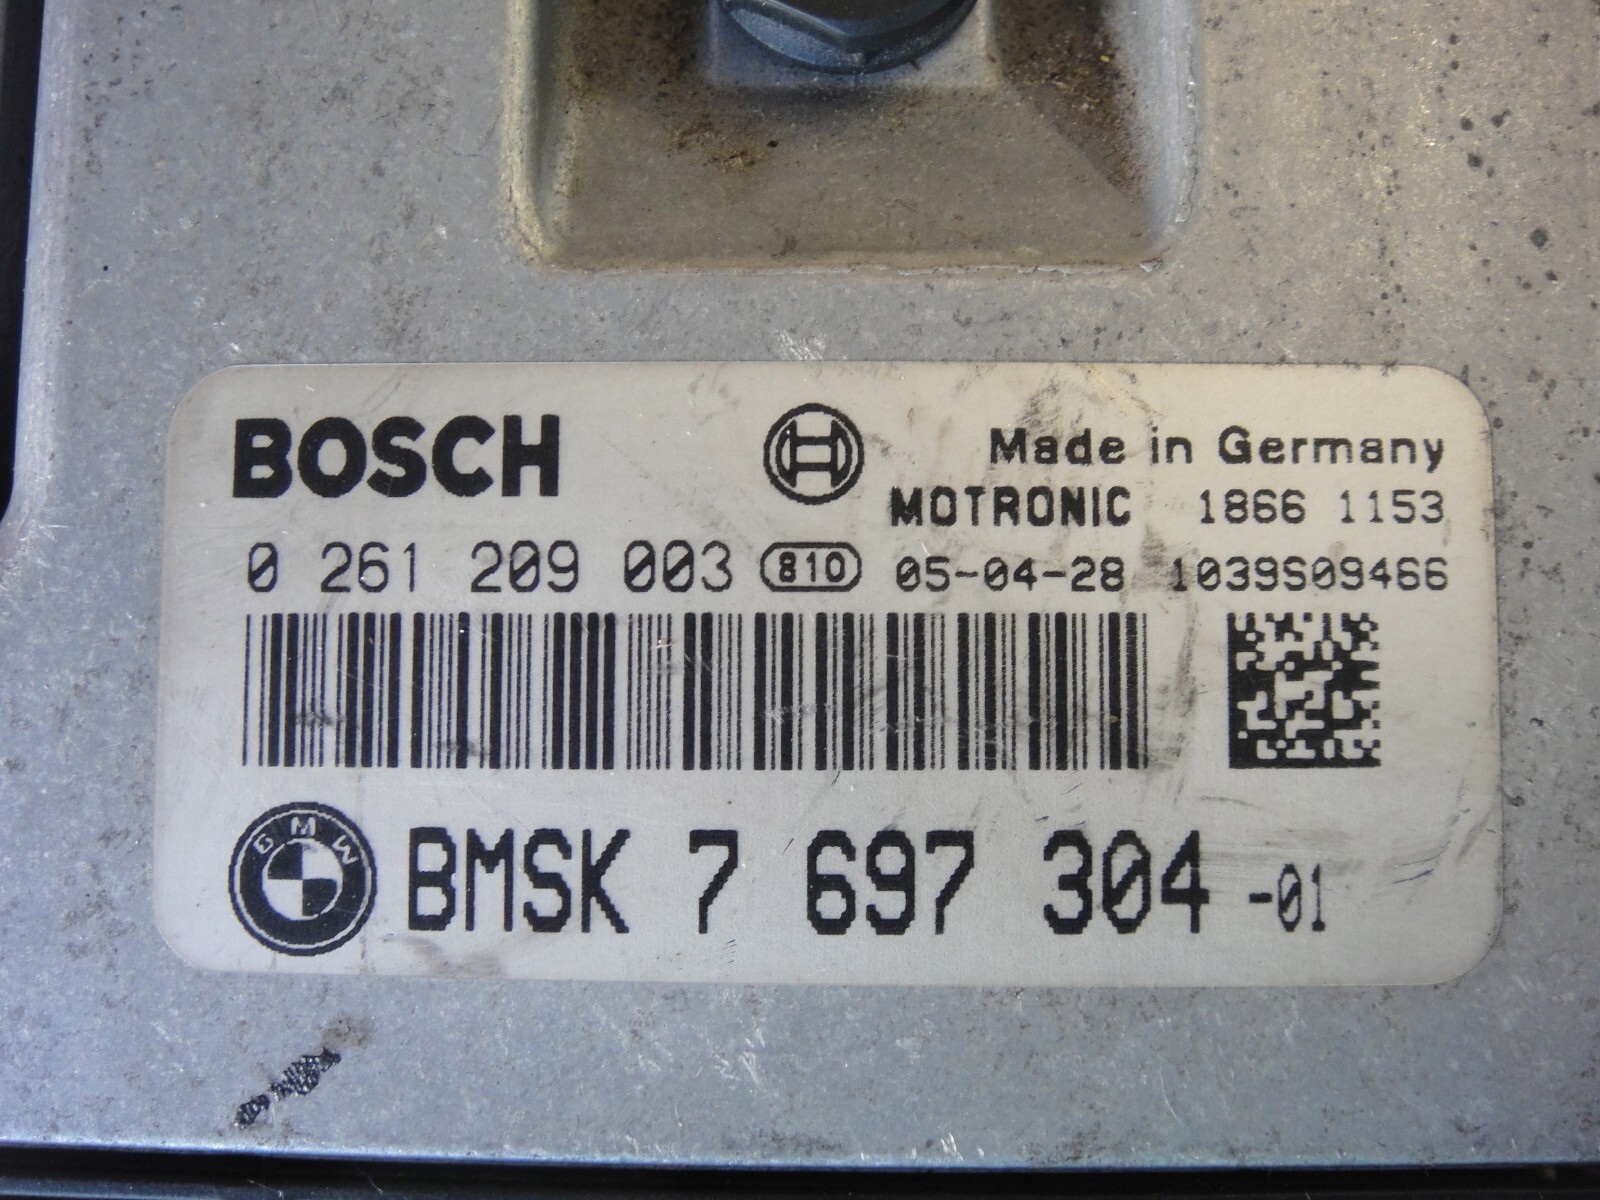 BOSCH
Made in Germany
MOTRONIC 1866 1153
0 261 209 003 810 05-04-28 1039S09466
BMW
BMSK 7 697 304 -01